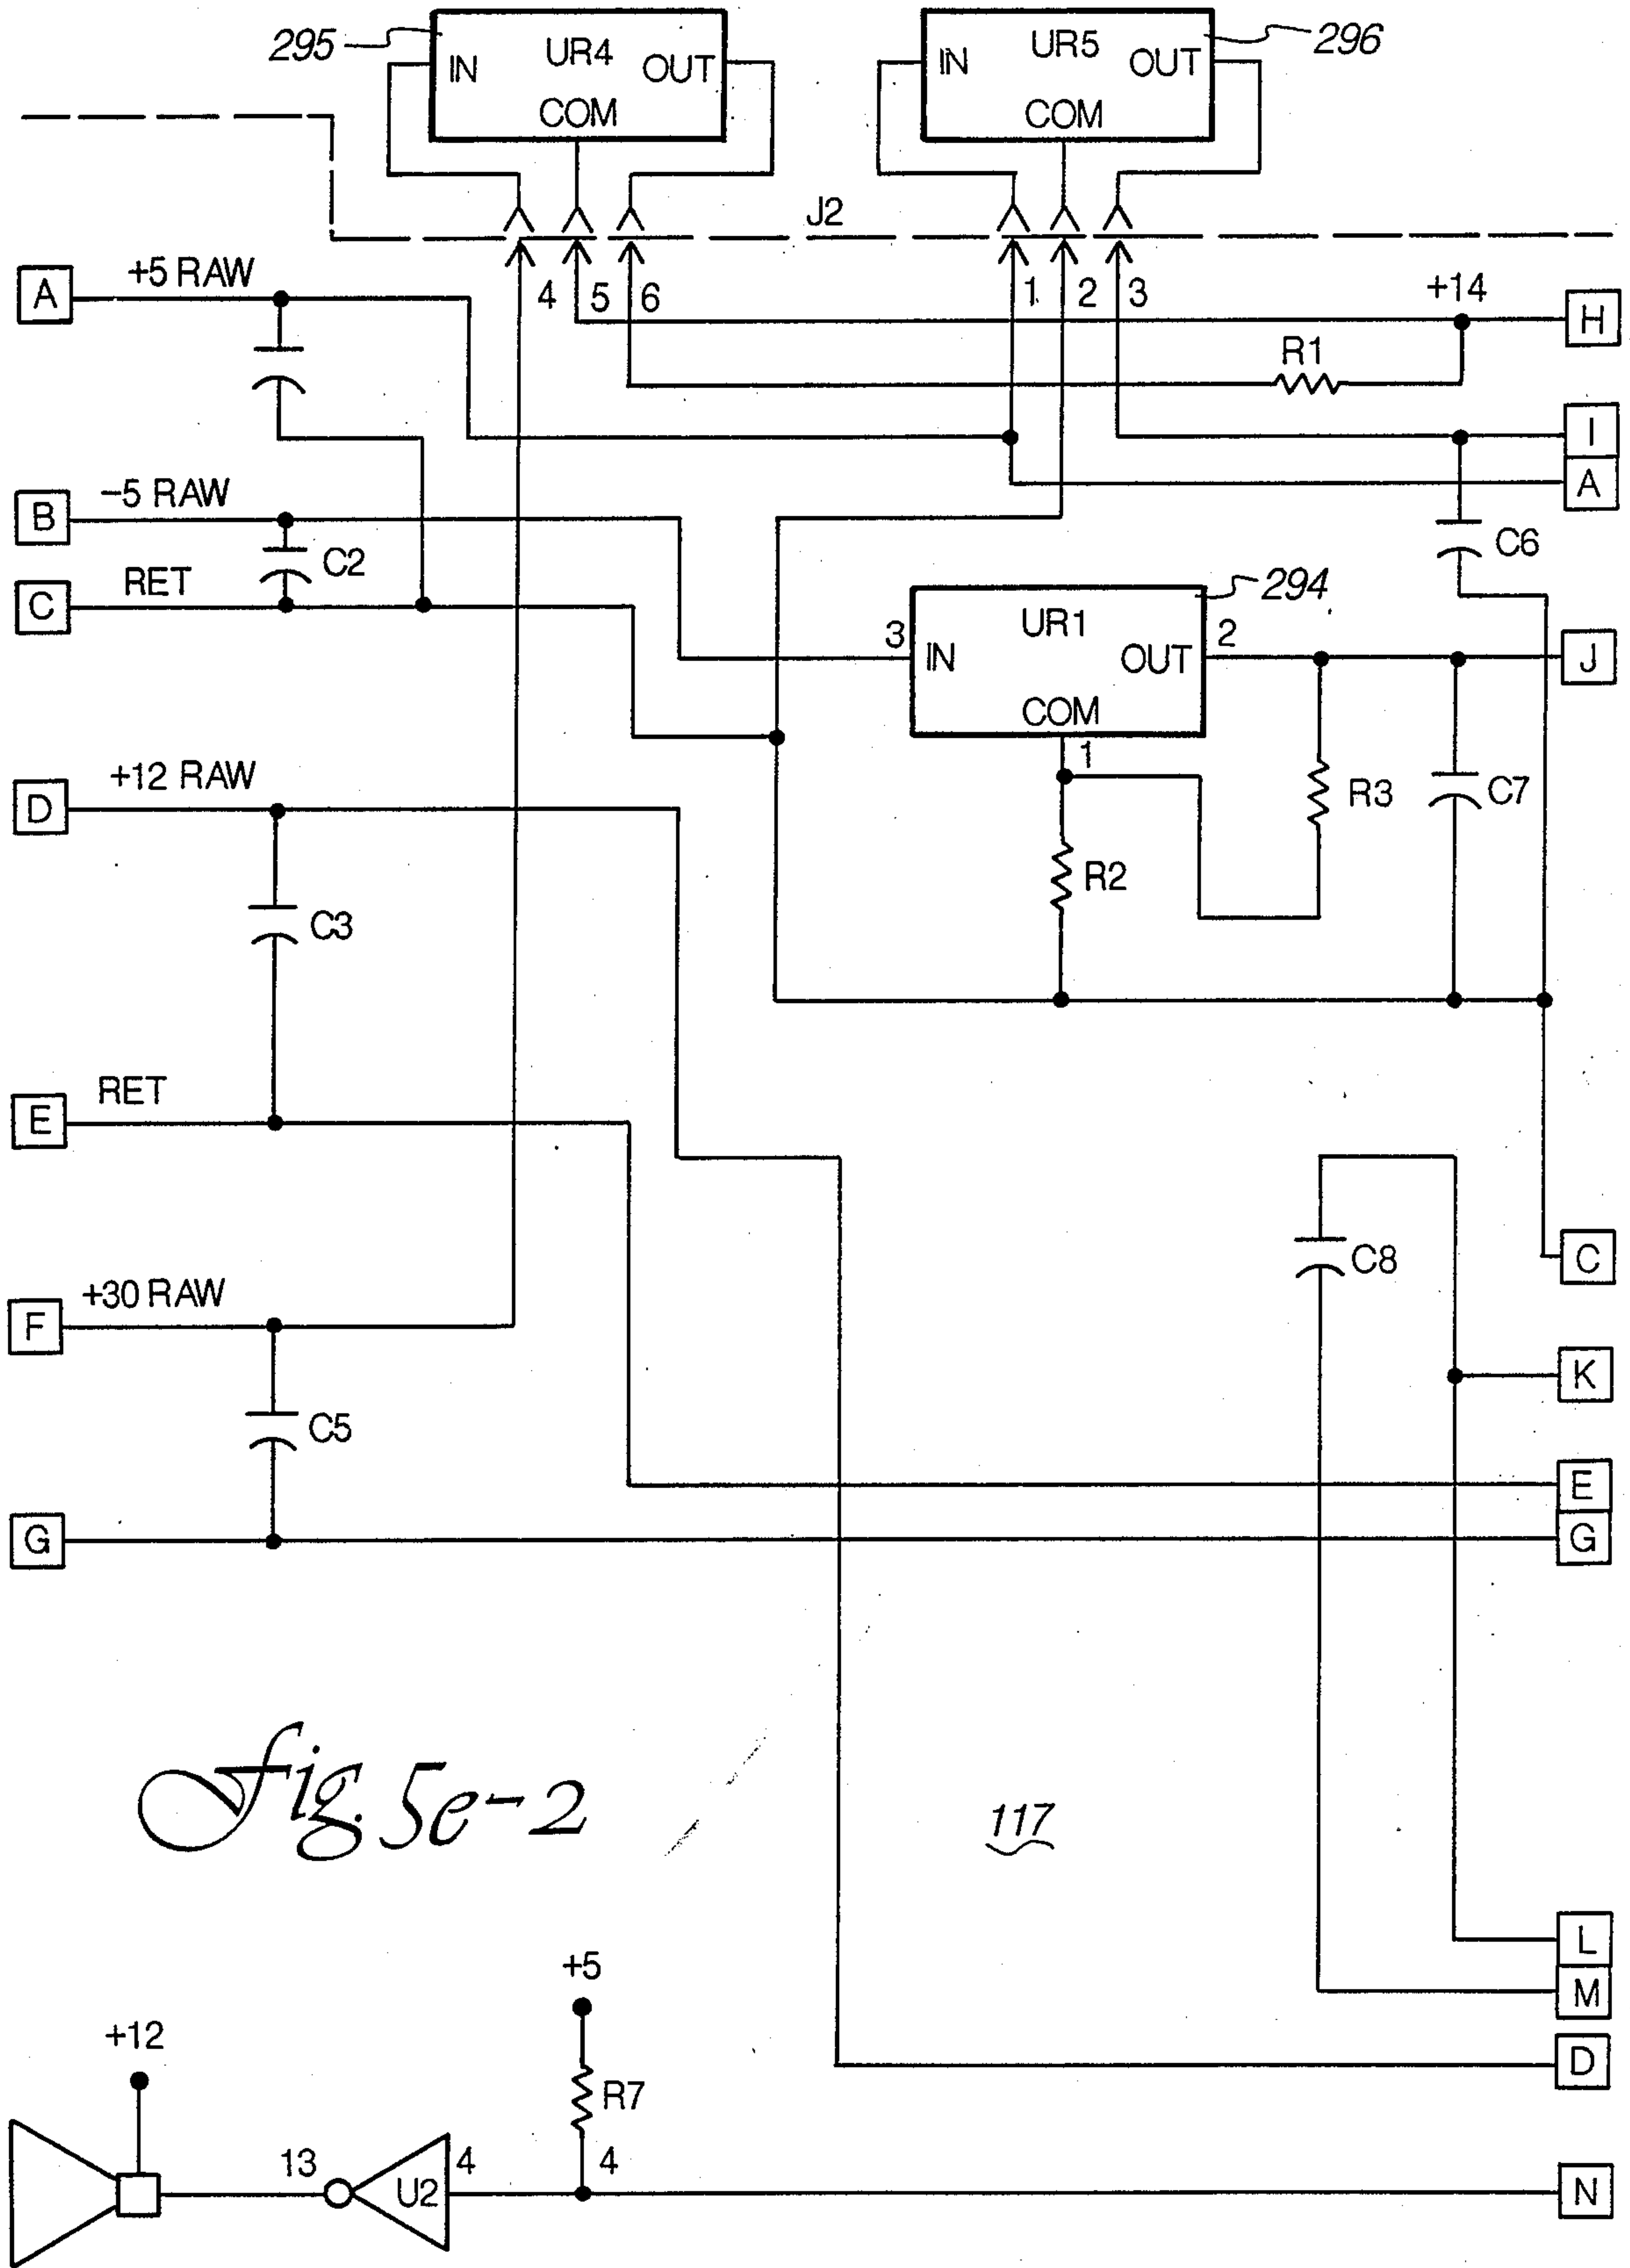 295
IN
UR4
OUT
COM
IN
UR5
OUT
COM
296
J2
A
+5 RAW
4
5
6
1
2
3
+14
H
R1
I
A
B
-5 RAW
C2
C6
C
RET
294
3
UR1
2
IN
OUT
J
COM
1
D
+12 RAW
R3
C7
R2
C3
E
RET
C8
C
F
+30 RAW
K
C5
E
G
G
Fig. 5e-2
117
L
M
+5
+12
D
R7
13
4
4
U2
N